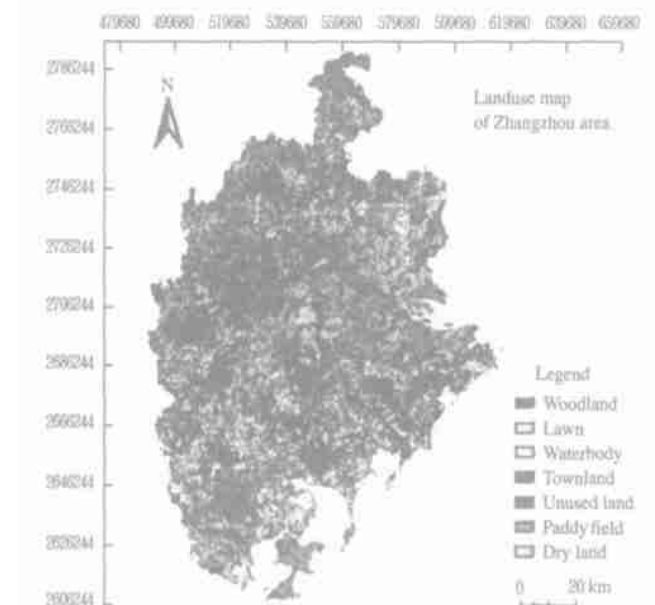 479680 499680 519680 539680 559680 579680 599680 619680 639680 659680
2786244
2766244
2746244
2726244
2706244
2686244
2666244
2646244
2626244
2606244
N
Landuse map
of Zhangzhou area
Legend
Woodland
Lawn
Waterbody
Townland
Unused land
Paddy field
Dry land
0 20 km